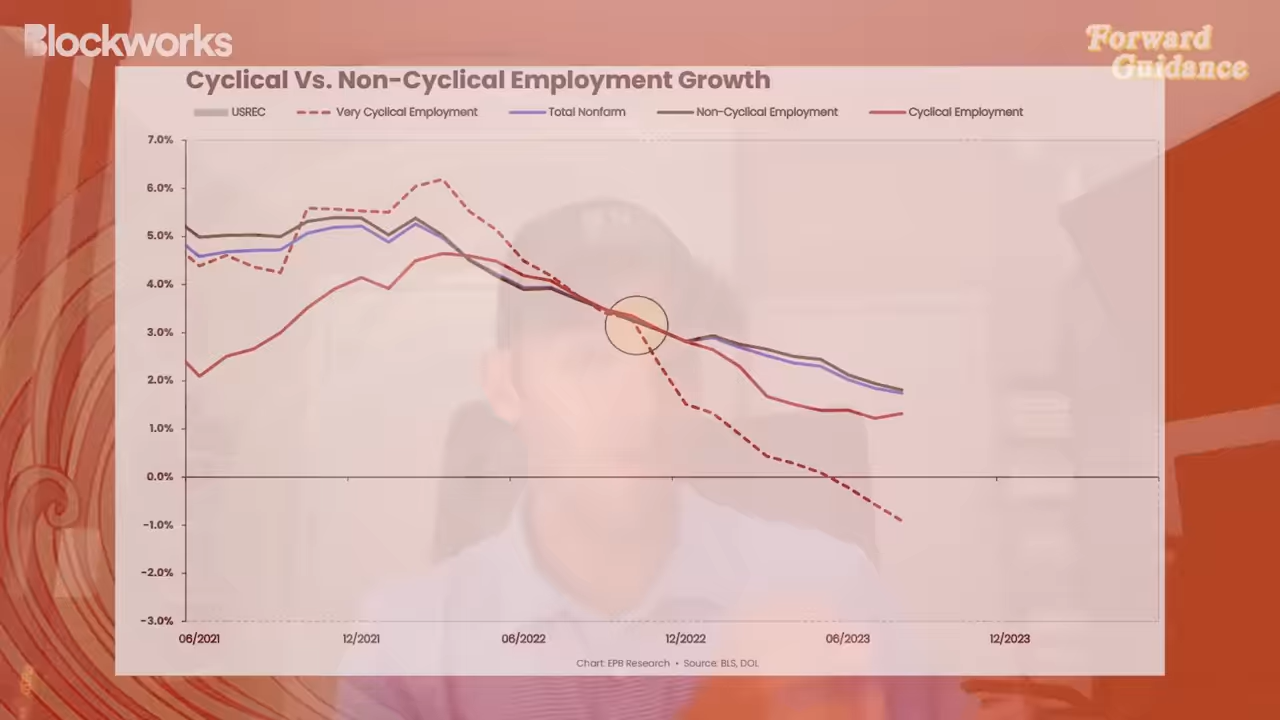 Blockworks
Forward
Guidance
Cyclical Vs. Non-Cyclical Employment Growth
USREC Very Cyclical Employment Total Nonfarm Non-Cyclical Employment Cyclical Employment
7.0%
6.0%
5.0%
4.0%
3.0%
2.0%
1.0%
0.0%
-1.0%
-2.0%
-3.0%
06/2021 12/2021 06/2022 12/2022 06/2023 12/2023
Chart: EPB Research • Source: BLS, DOL